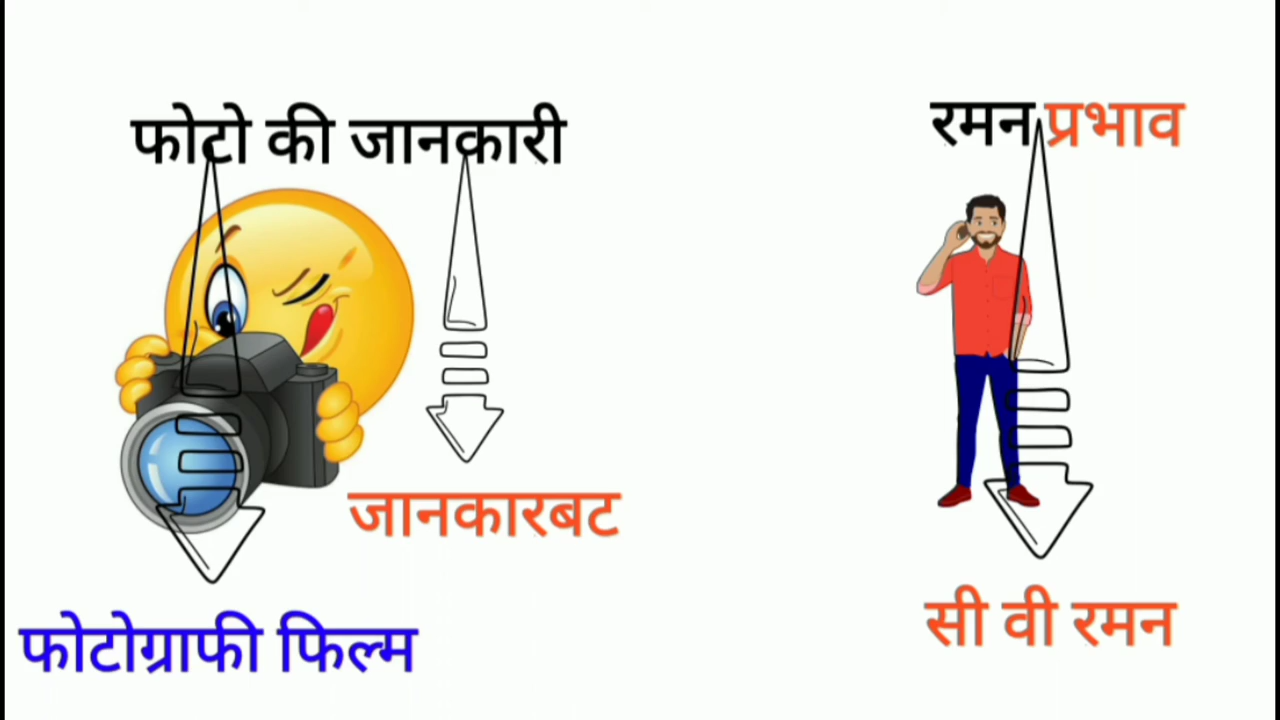 फोटो की जानकारी
रमन प्रभाव
जानकारबट
सी वी रमन
फोटोग्राफी फिल्म